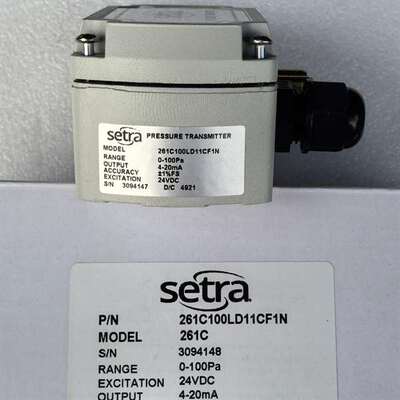 setra PRESSURE TRANSMITTER
MODEL 261C100LD11CF1N
RANGE 0-100Pa
OUTPUT 4-20mA
ACCURACY ±1%FS
EXCITATION 24VDC
S/N 3094147 D/C 4921
setra
P/N 261C100LD11CF1N
MODEL 261C
S/N 3094148
RANGE 0-100Pa
EXCITATION 24VDC
OUTPUT 4-20mA